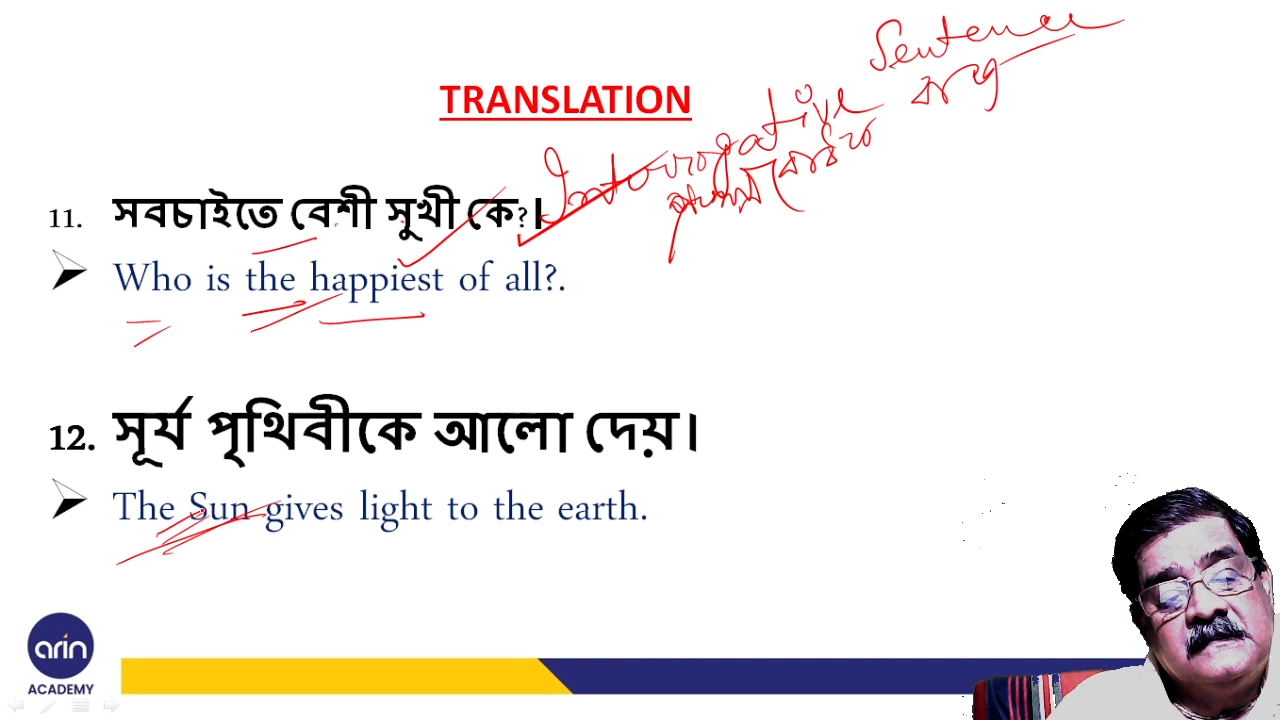 Sentence
TRANSLATION
Interrogative
11. সবচাইতে বেশী সুখী কে?।
➢ Who is the happiest of all?.
12. সূর্য পৃথিবীকে আলো দেয়।
➢ The Sun gives light to the earth.
arin
ACADEMY